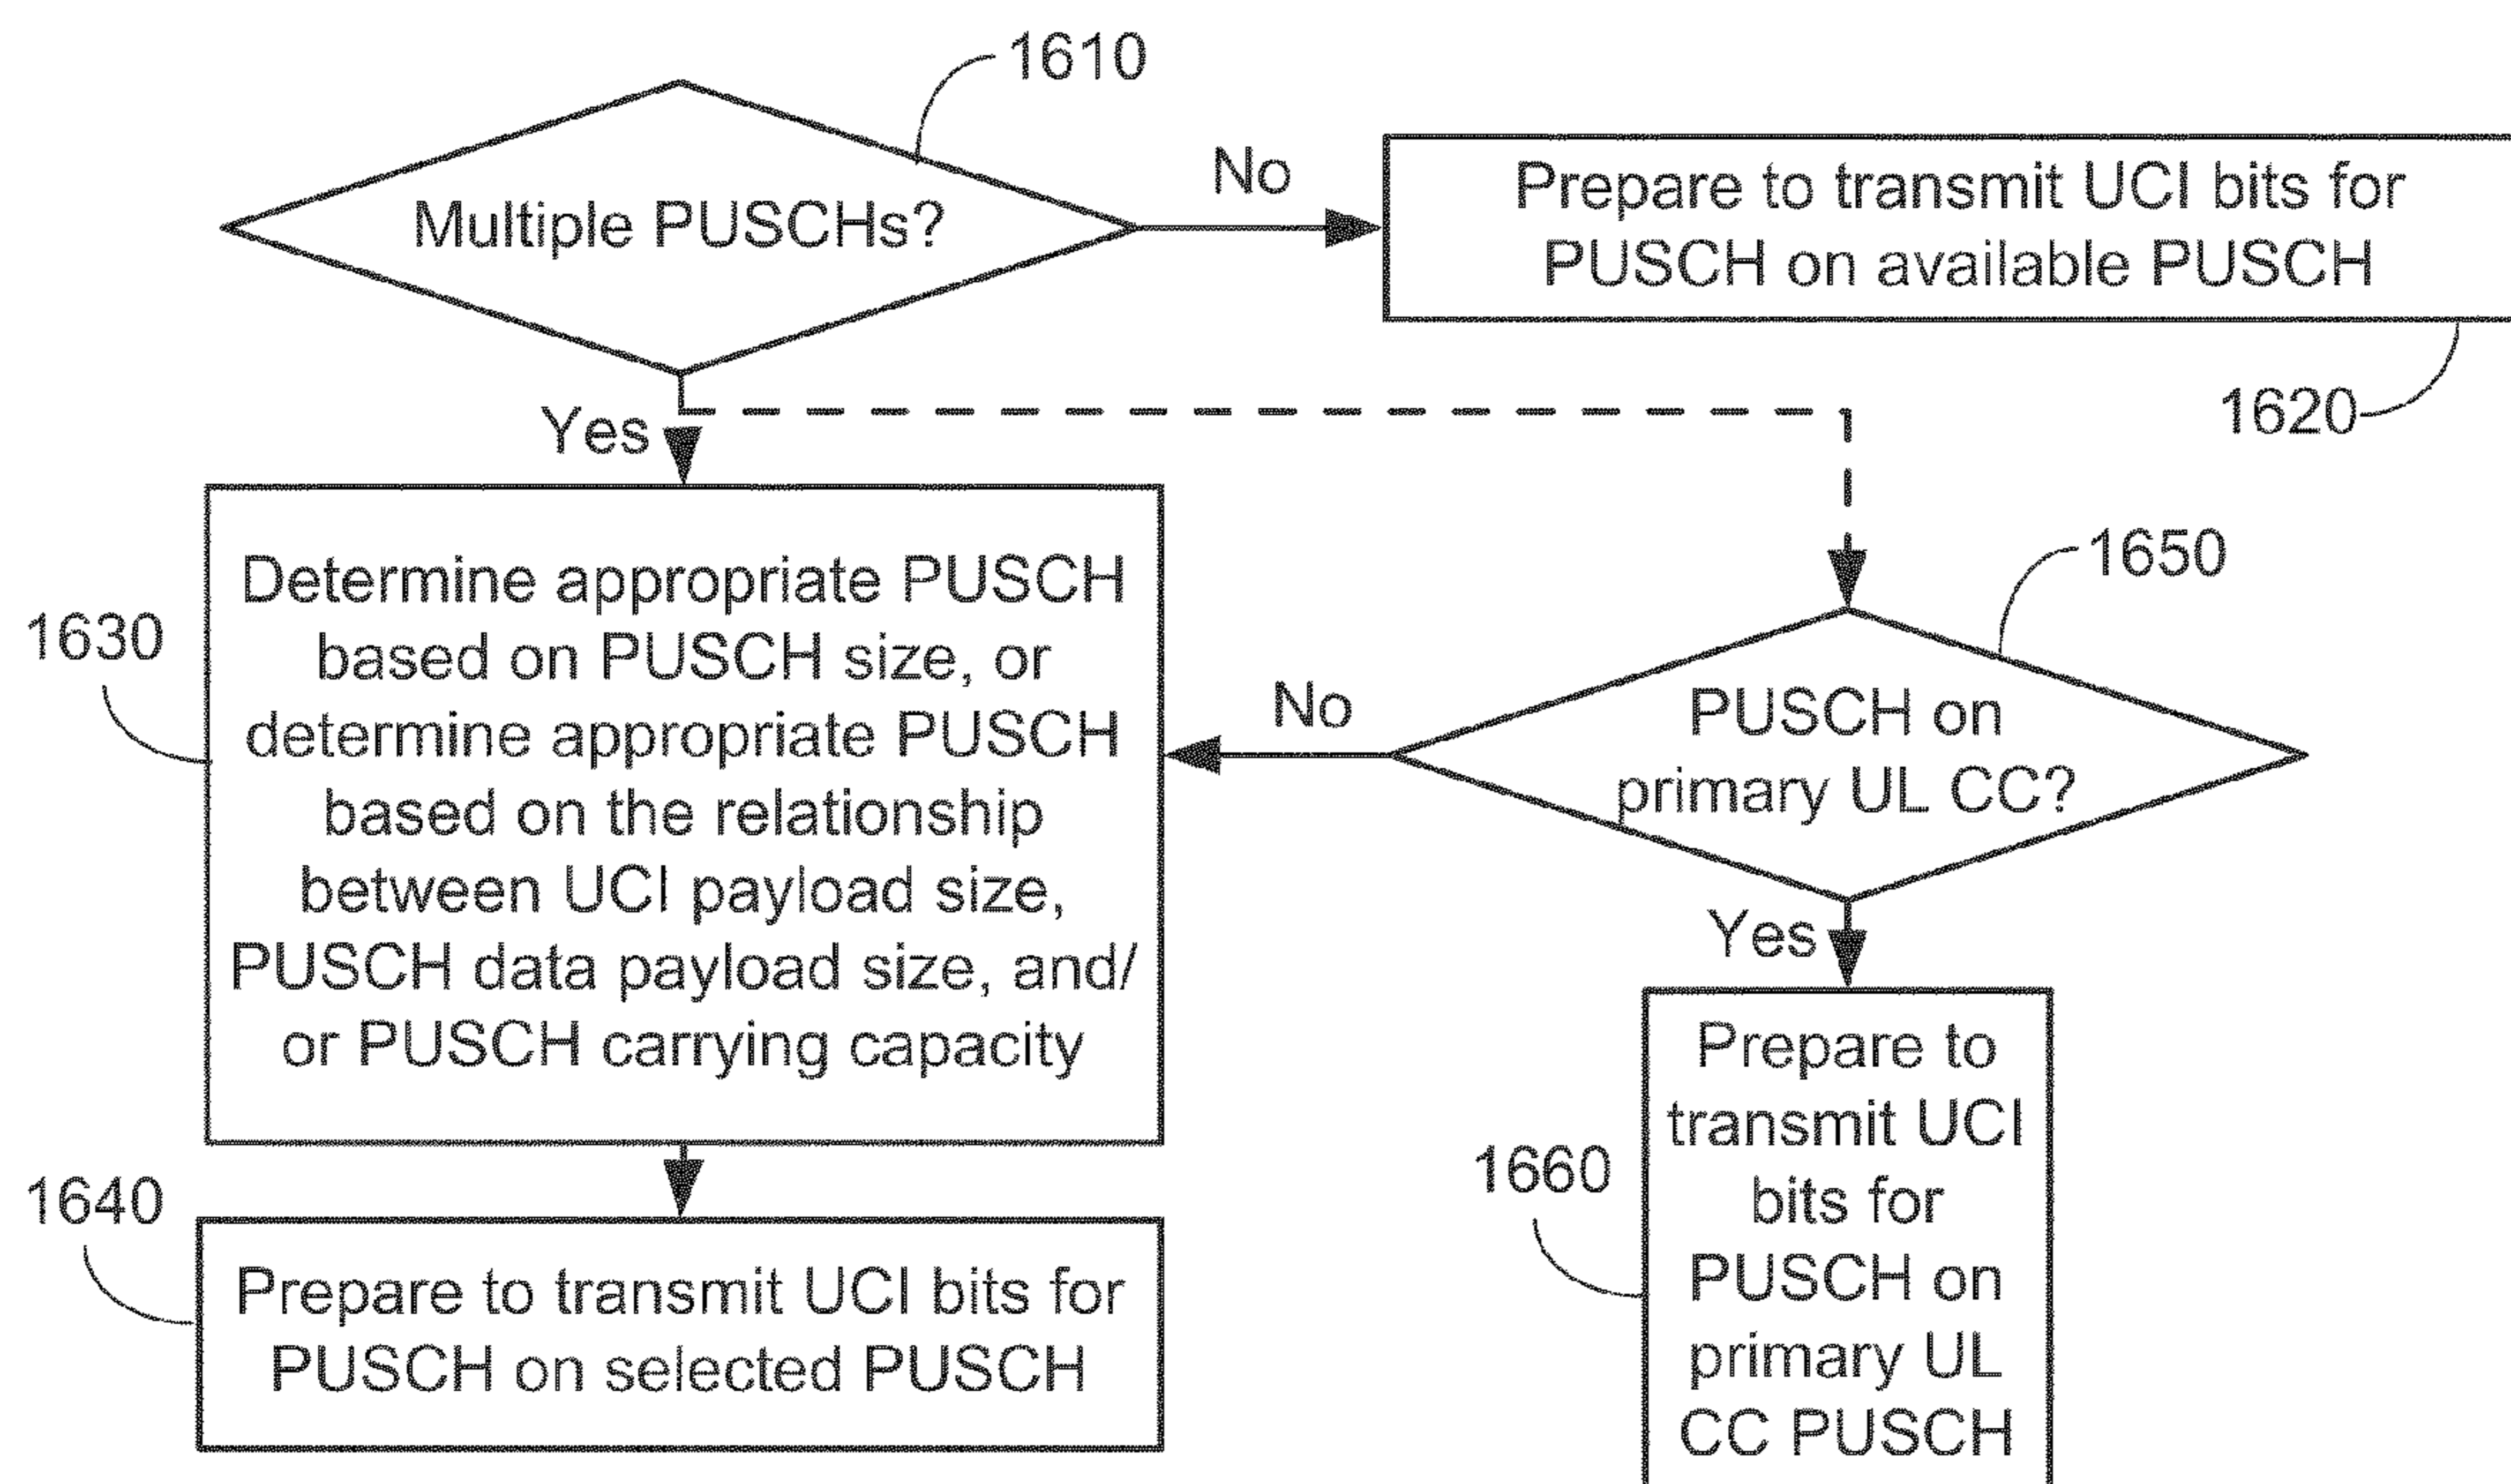 1610
Multiple PUSCHs?
No
Prepare to transmit UCI bits for
PUSCH on available PUSCH
1620
Yes
1630
Determine appropriate PUSCH
based on PUSCH size, or
determine appropriate PUSCH
based on the relationship
between UCI payload size,
PUSCH data payload size, and/
or PUSCH carrying capacity
1650
PUSCH on
primary UL CC?
No
Yes
1640
Prepare to transmit UCI bits for
PUSCH on selected PUSCH
1660
Prepare to
transmit UCI
bits for
PUSCH on
primary UL
CC PUSCH